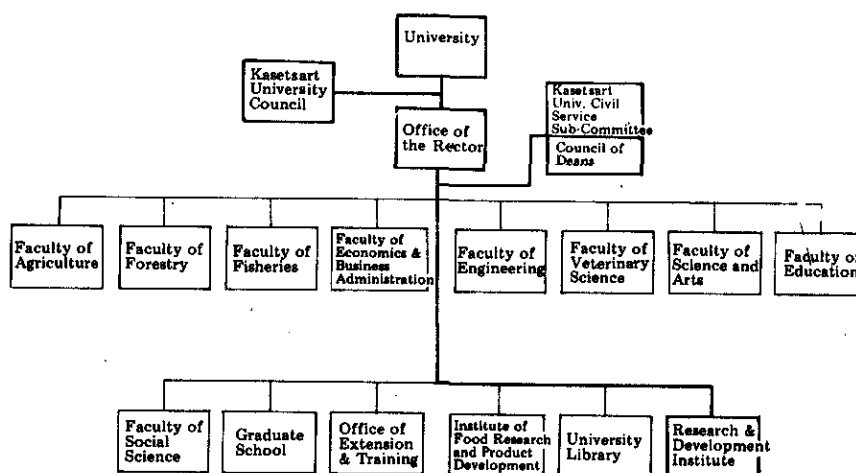 University
Kasetsart
University
Council
Kasetsart
Univ. Civil
Service
Sub-Committee
Council of
Deans
Office of
the Rector
Faculty of
Agriculture
Faculty of
Forestry
Faculty of
Fisheries
Faculty of
Economics &
Business
Administration
Faculty of
Engineering
Faculty of
Veterinary
Science
Faculty of
Science and
Arts
Faculty of
Education
Faculty of
Social
Science
Graduate
School
Office of
Extension
& Training
Institute of
Food Research
and Product
Development
University
Library
Research &
Development
Institute